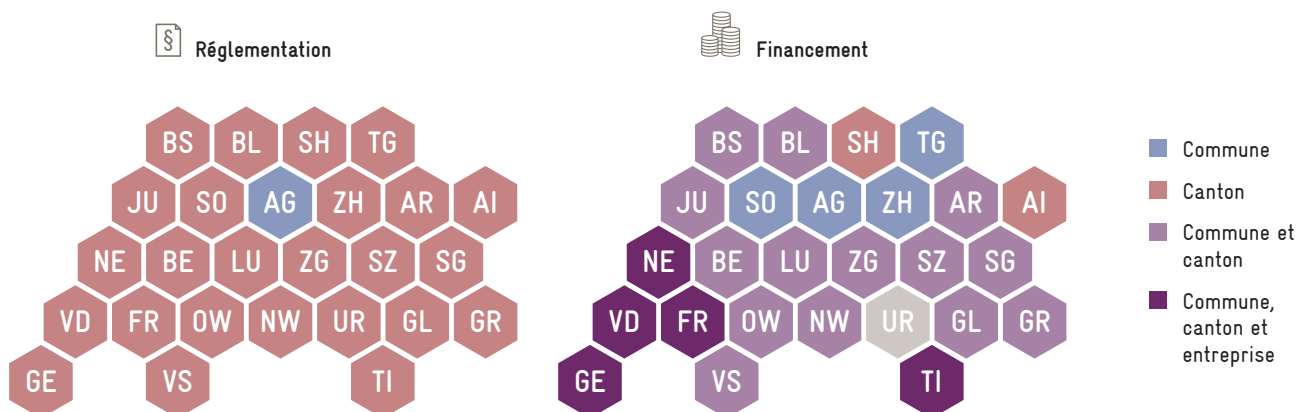 § Réglementation
BS BL SH TG
JU SO AG ZH AR AI
NE BE LU ZG SZ SG
VD FR OW NW UR GL GR
GE VS TI
§ Financement
BS BL SH TG
JU SO AG ZH AR AI
NE BE LU ZG SZ SG
VD FR OW NW UR GL GR
GE VS TI
Commune
Canton
Commune et
canton
Commune,
canton et
entreprise